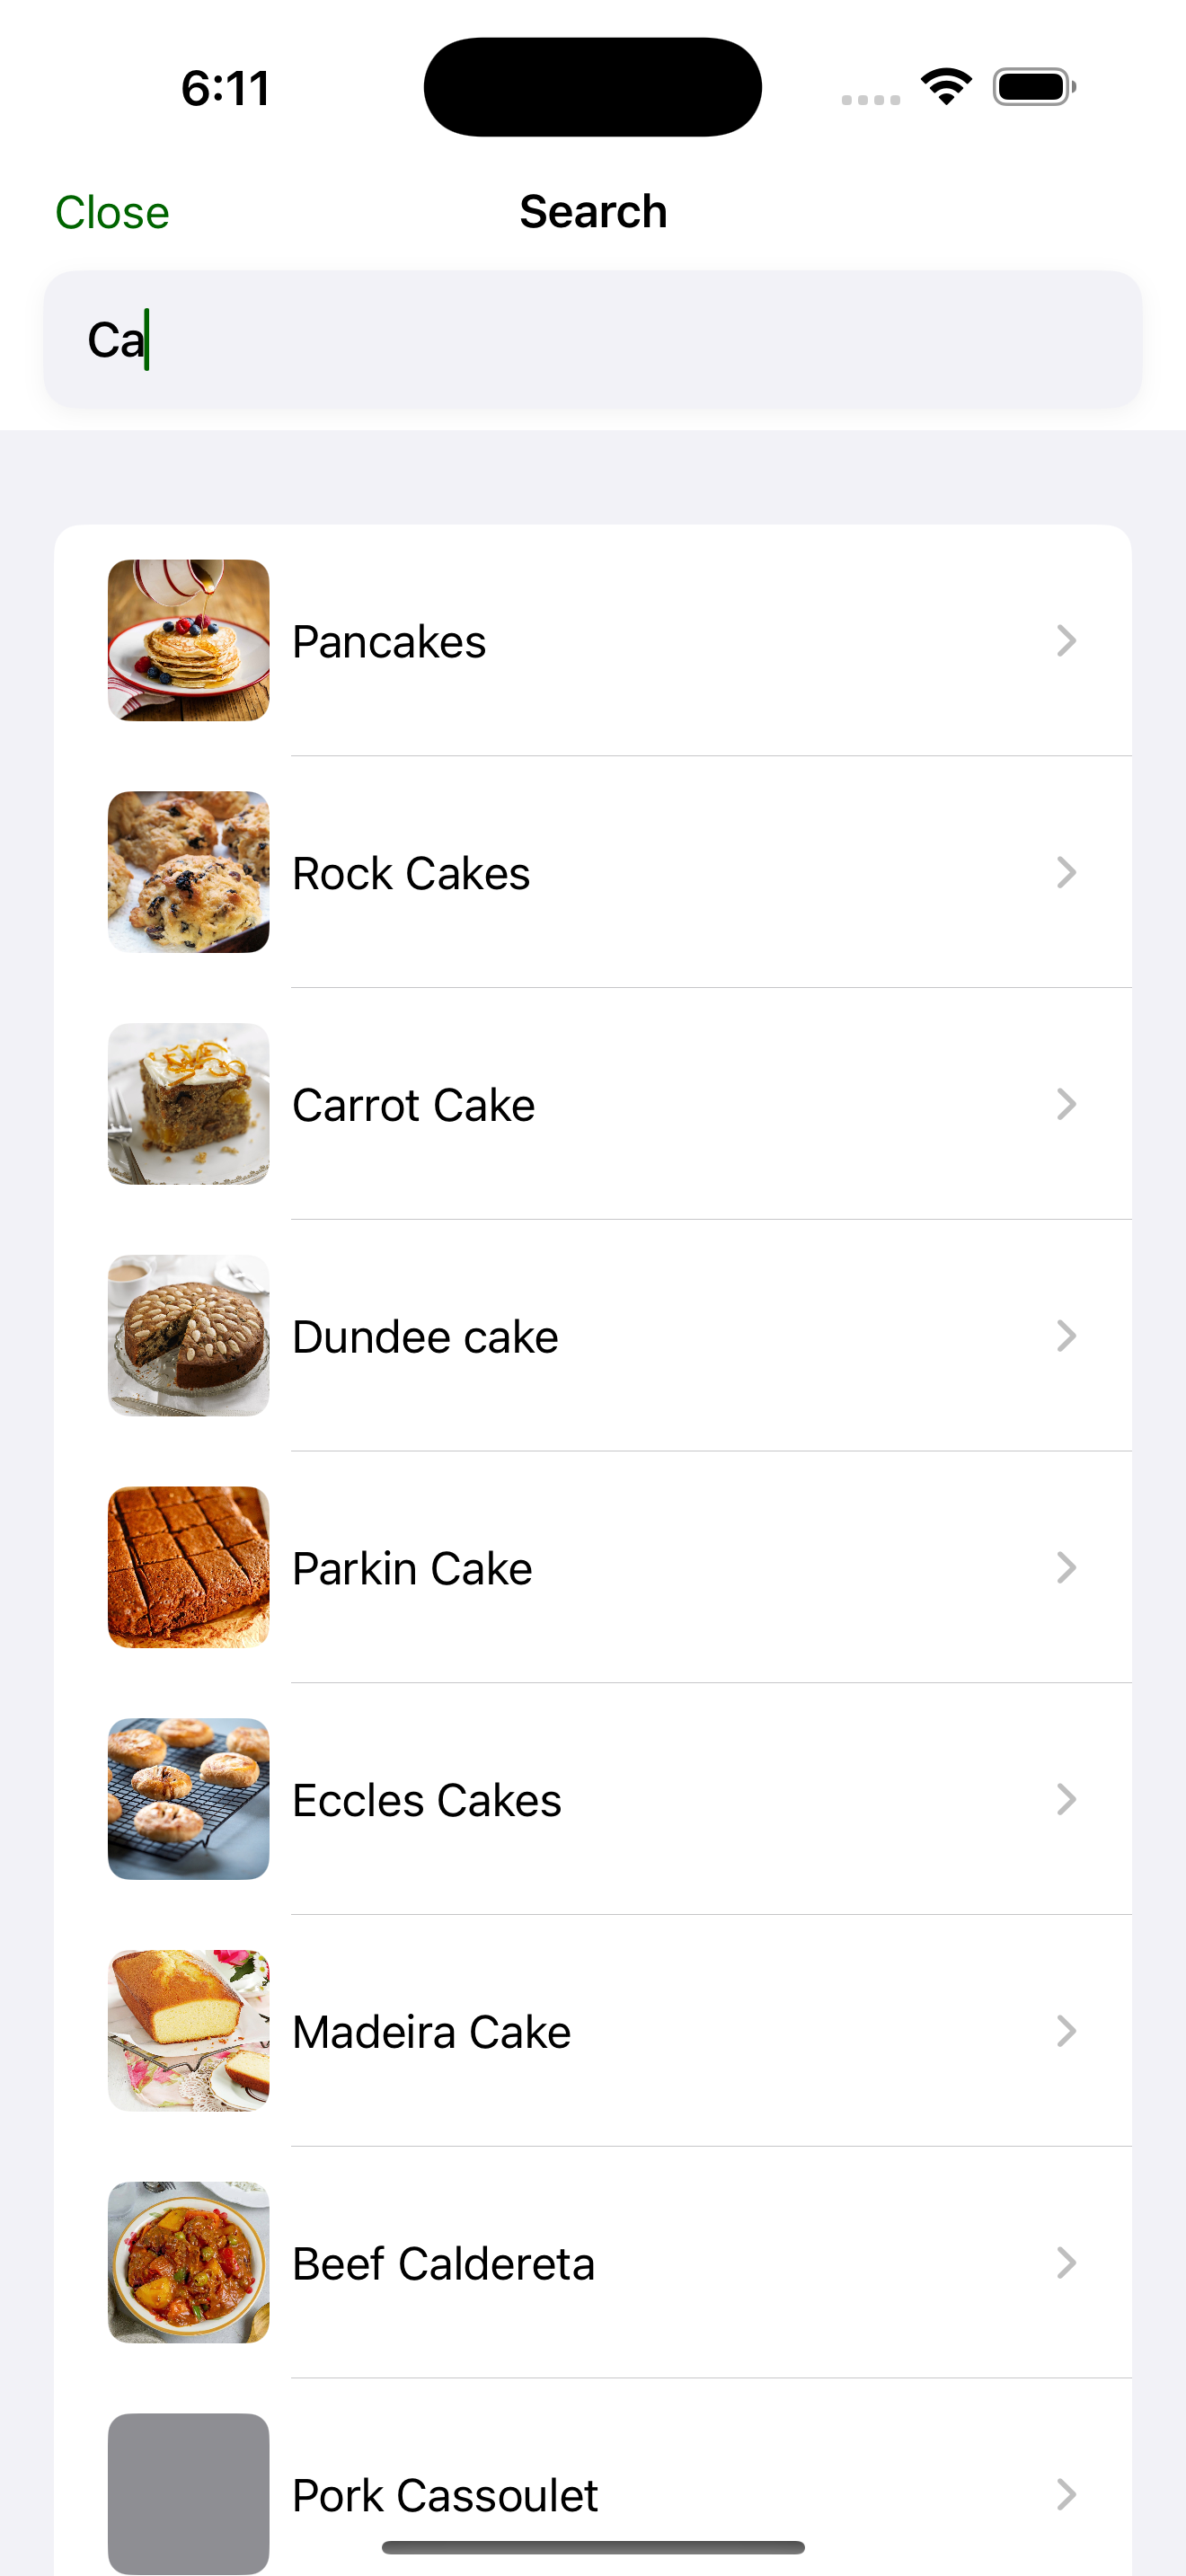 6:11
Close
Search
Ca
Pancakes
Rock Cakes
Carrot Cake
Dundee cake
Parkin Cake
Eccles Cakes
Madeira Cake
Beef Caldereta
Pork Cassoulet